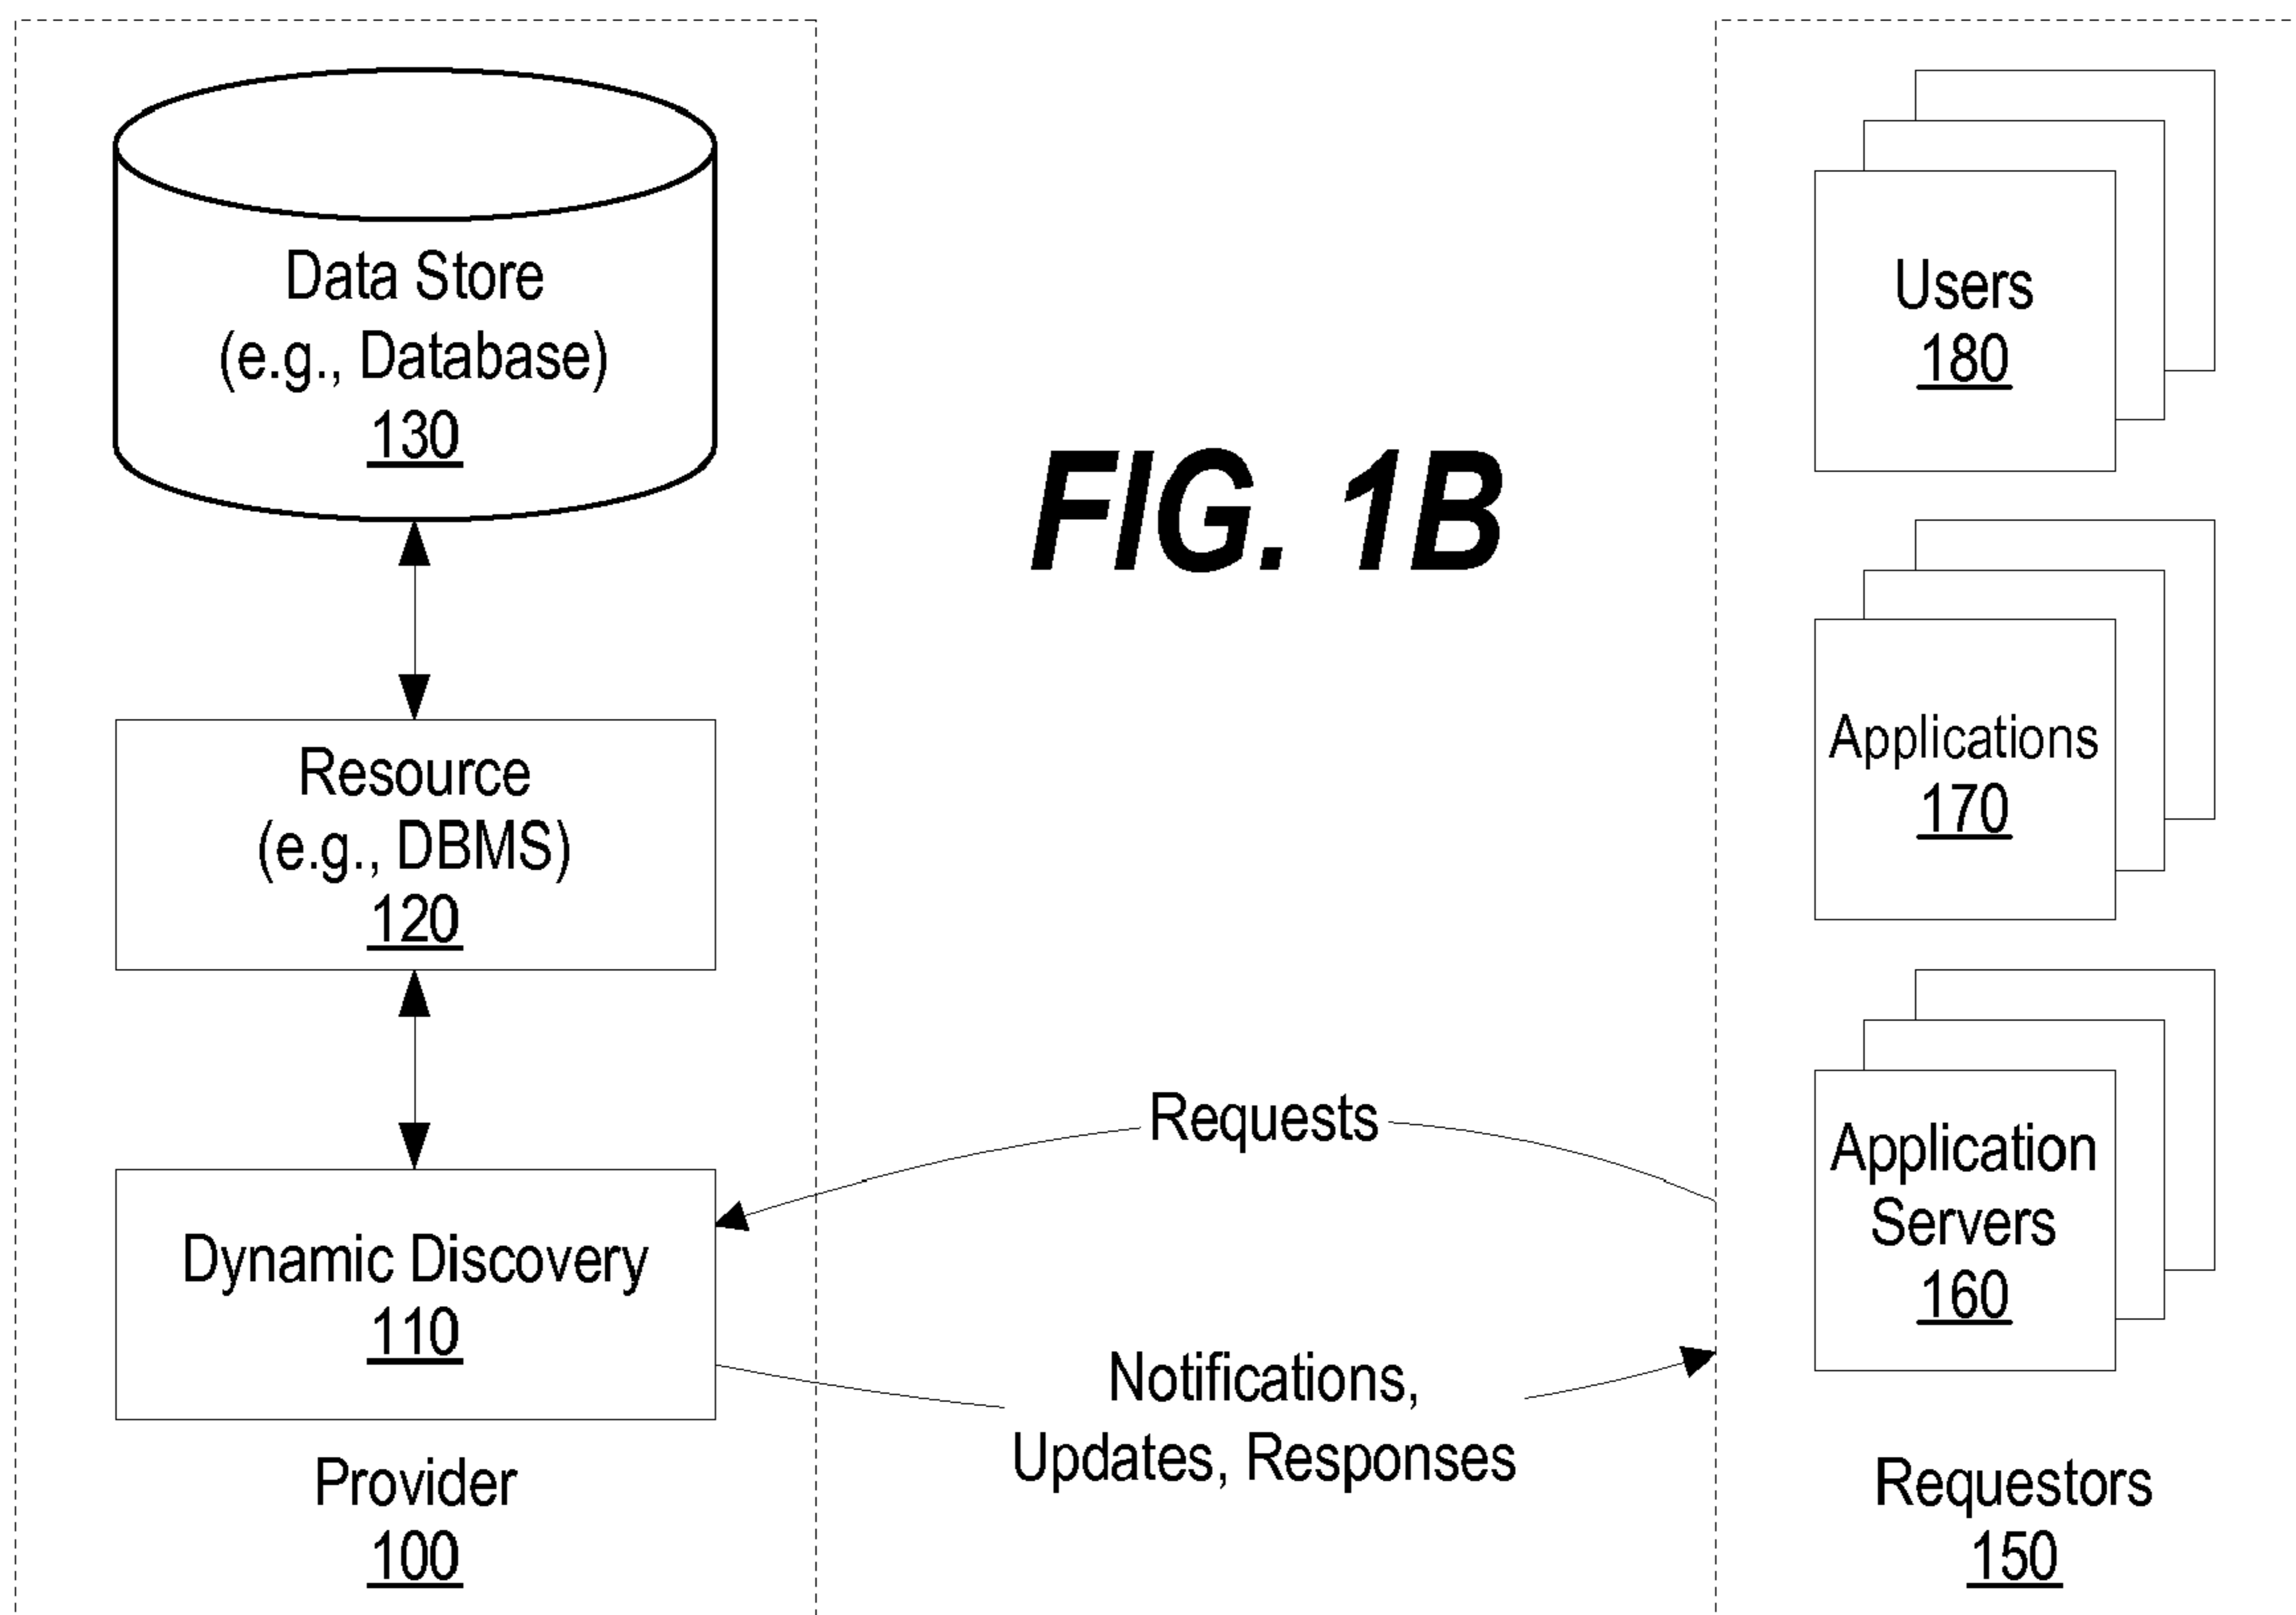 Data Store
(e.g., Database)
130
Resource
(e.g., DBMS)
120
Dynamic Discovery
110
Provider
100
FIG. 1B
Requests
Notifications,
Updates, Responses
Users
180
Applications
170
Application
Servers
160
Requestors
150